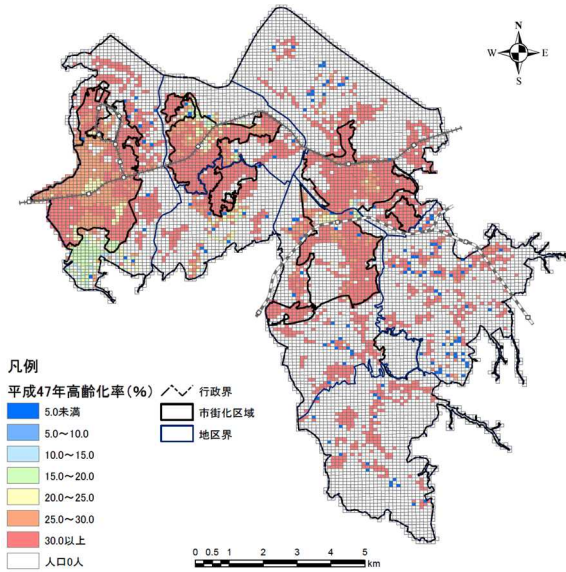 N
W E
S
凡例
平成47年高齢化率(%)
5.0未満
5.0～10.0
10.0～15.0
15.0～20.0
20.0～25.0
25.0～30.0
30.0以上
人口0人
行政界
市街化区域
地区界
0 0.5 1 2 3 4 5
km